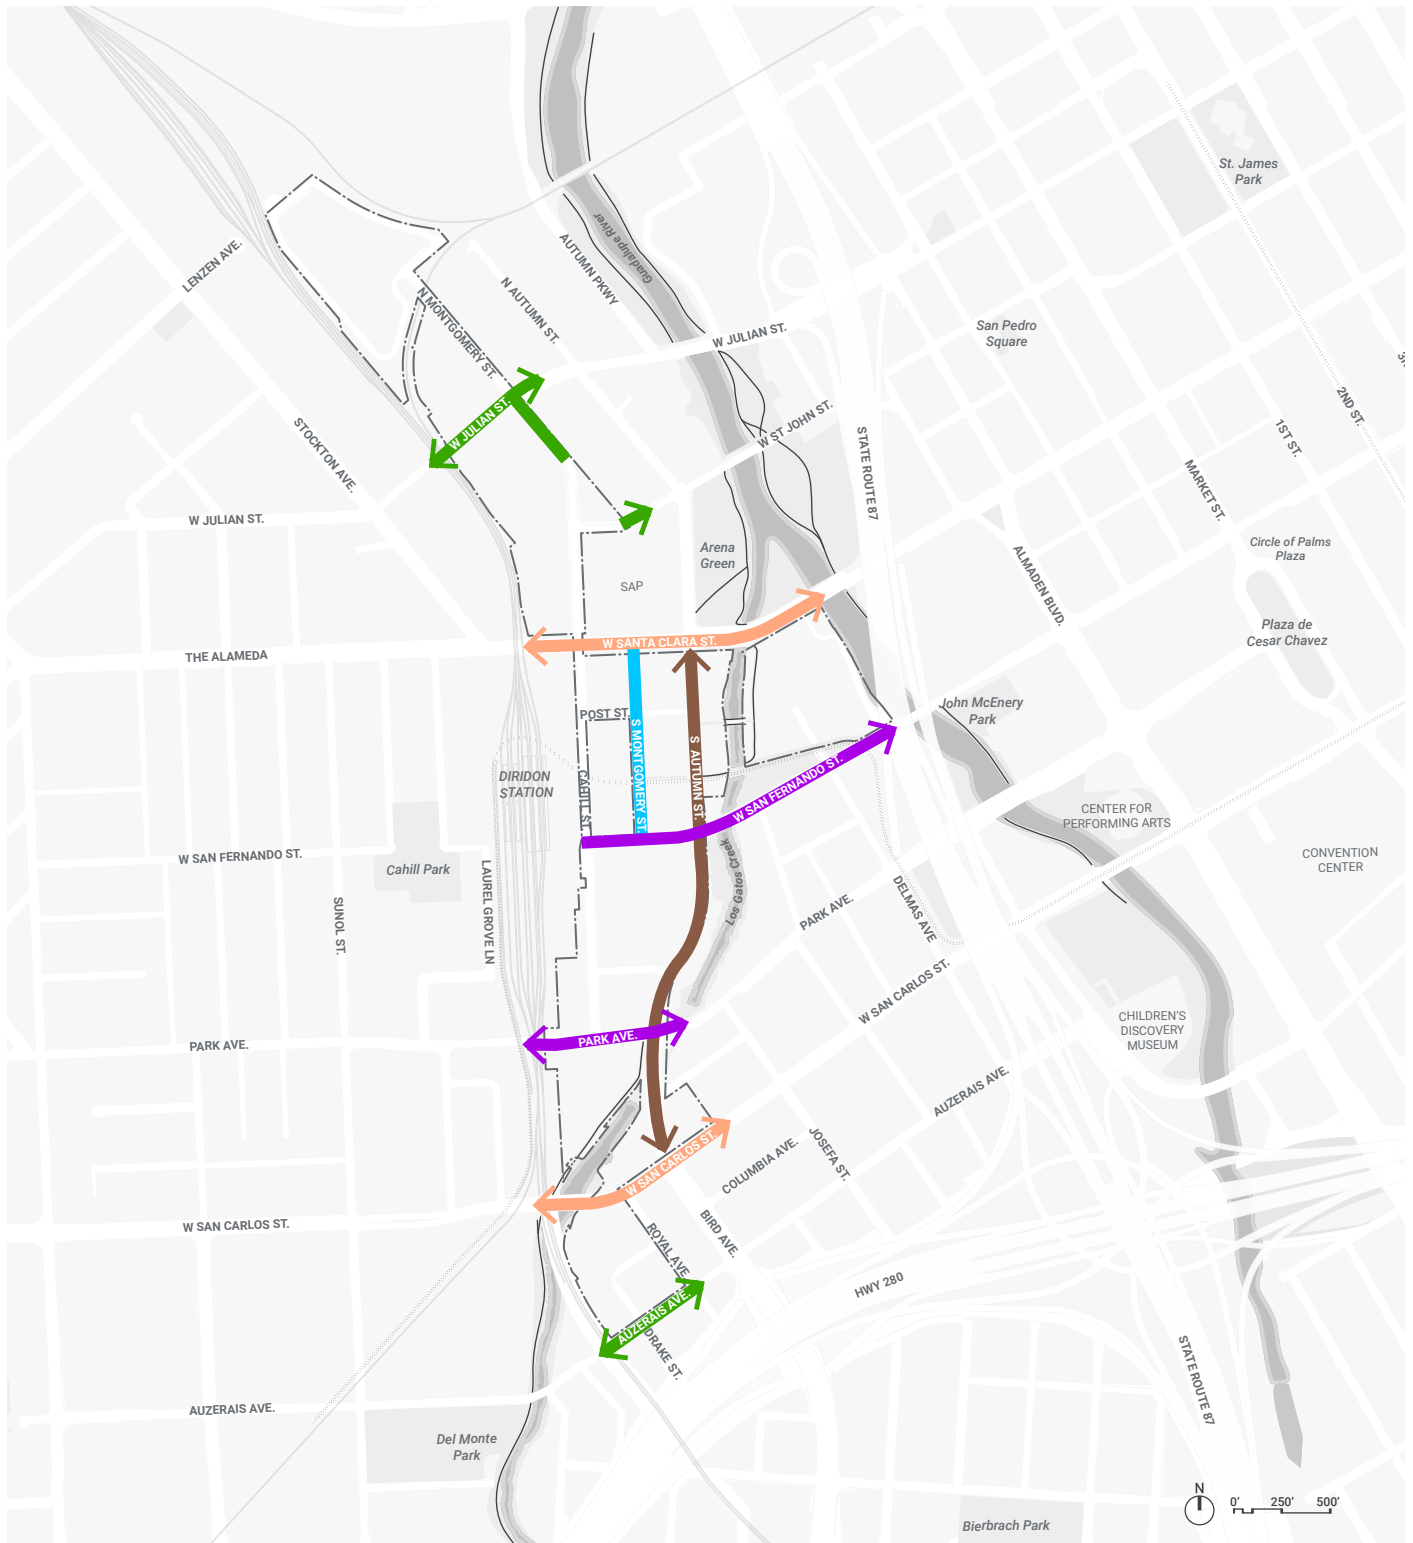 St. James
Park
Guadalupe River
LENZEN AVE.
AUTUMN PKWY
N AUTUMN ST.
N MONTGOMERY ST.
W JULIAN ST.
San Pedro
Square
W JULIAN ST.
2ND ST.
W ST JOHN ST.
STOCKTON AVE.
STATE ROUTE 87
1ST ST.
MARKET ST.
W JULIAN ST.
Arena
Green
Circle of Palms
Plaza
ALMADEN BLVD.
SAP
Plaza de
Cesar Chavez
W SANTA CLARA ST.
THE ALAMEDA
POST ST.
John McEnery
Park
S MONTGOMERY ST.
S AUTUMN ST.
DIRIDON
STATION
CAHILL ST.
W SAN FERNANDO ST.
CENTER FOR
PERFORMING ARTS
CONVENTION
CENTER
W SAN FERNANDO ST.
Cahill Park
Los Gatos Creek
LAUREL GROVE LN
SUNOL ST.
PARK AVE.
DELMAS AVE
W SAN CARLOS ST.
CHILDREN'S
DISCOVERY
MUSEUM
PARK AVE.
PARK AVE.
AUZERAIS AVE.
W SAN CARLOS ST.
COLUMBIA AVE.
JOSEFA ST.
W SAN CARLOS ST.
BIRD AVE.
ROYAL AVE.
HWY 280
AUZERAIS AVE.
DRAKE ST.
STATE ROUTE 87
AUZERAIS AVE.
Del Monte
Park
N
0' 250' 500'
Bierbrach Park